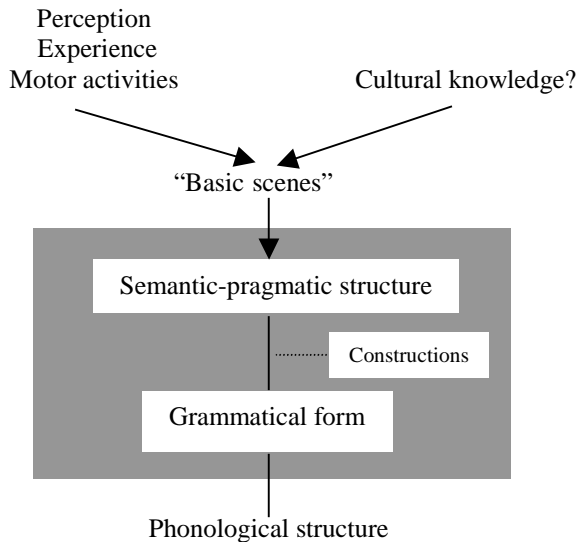 Perception
Experience
Motor activities
Cultural knowledge?
“Basic scenes”
Semantic-pragmatic structure
Constructions
Grammatical form
Phonological structure